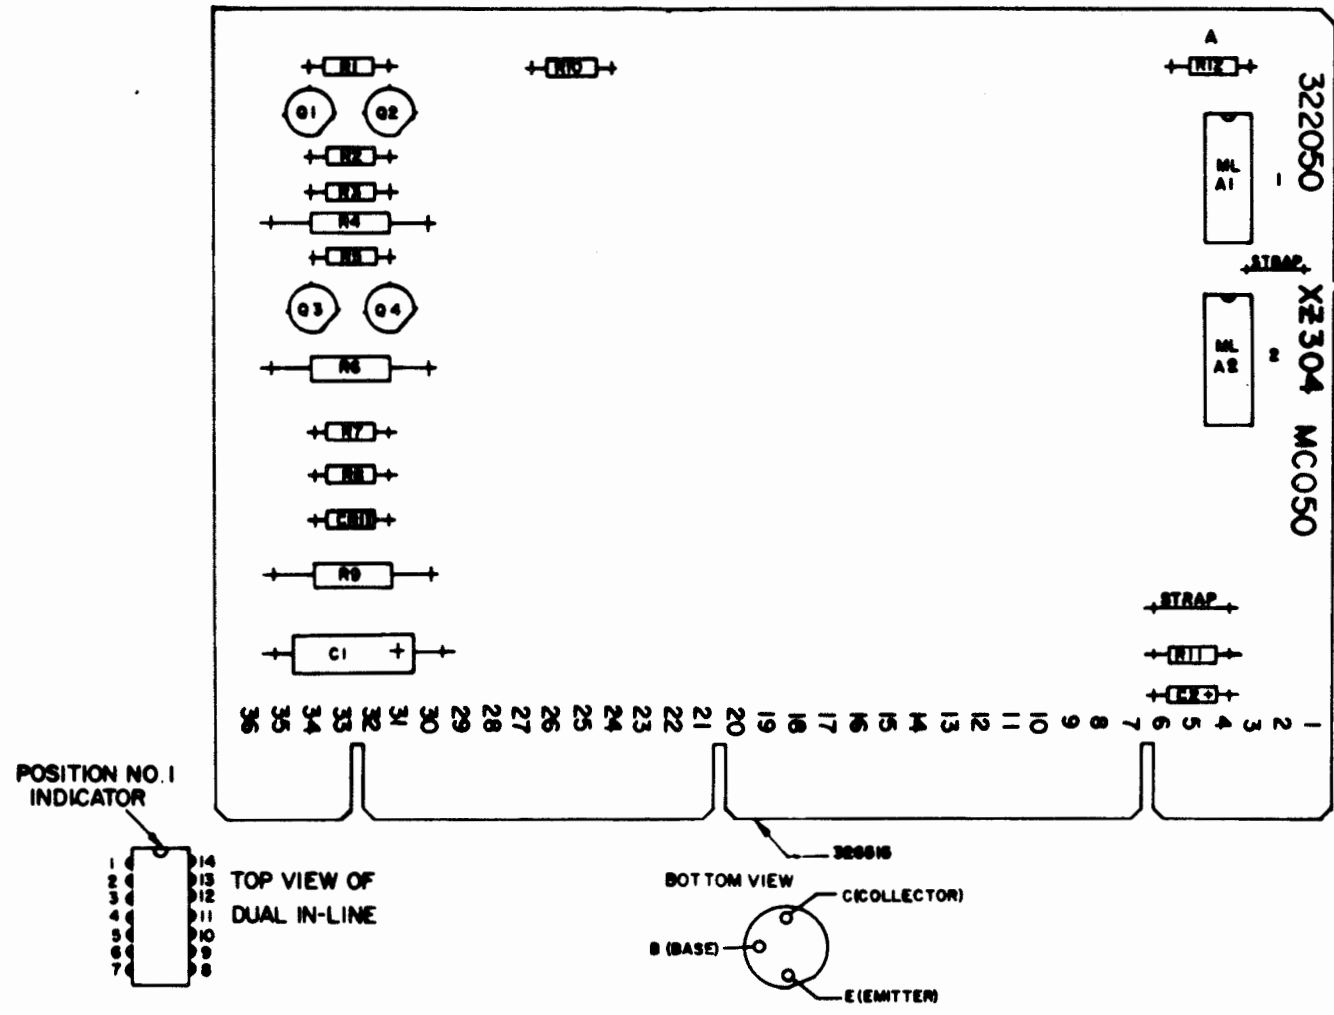 A
R1
R10
R12
Q1 Q2
R2
R3
R4
R5
Q3 Q4
R6
R7
R8
CR1
R9
C1 +
ML
A1
1
STRAP
ML
A2
2
322050
XZ304
MC050
STRAP
R11
C2+
36 35 34 33 32 31 30 29 28 27 26 25 24 23 22 21 20 19 18 17 16 15 14 13 12 11 10 9 8 7 6 5 4 3 2 1
POSITION NO. 1
INDICATOR
1 14
2 13
3 12
4 11
5 10
6 9
7 8
TOP VIEW OF
DUAL IN-LINE
BOTTOM VIEW
C(COLLECTOR)
B (BASE)
E(EMITTER)